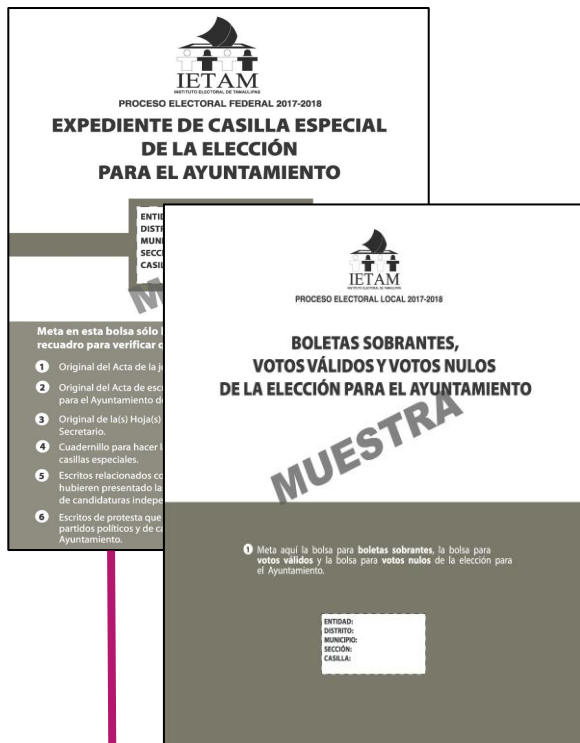 IETAM
INSTITUTO ELECTORAL DE TAMAULIPAS
PROCESO ELECTORAL FEDERAL 2017-2018
EXPEDIENTE DE CASILLA ESPECIAL
DE LA ELECCIÓN
PARA EL AYUNTAMIENTO
ENTID
DISTR
MUNI
SECCI
CASIL
Meta en esta bolsa sólo
recuadro para verificar
1 Original del Acta de la
2 Original del Acta de
para el Ayuntamiento
3 Original de la(s) Hoja(s)
Secretario.
4 Cuadernillo para hacer
casillas especiales.
5 Escritos relacionados
hubieren presentado
de candidaturas
6 Escritos de protesta que
partidos políticos y de
Ayuntamiento.
IETAM
INSTITUTO ELECTORAL DE TAMAULIPAS
PROCESO ELECTORAL LOCAL 2017-2018
BOLETAS SOBRANTES,
VOTOS VÁLIDOS Y VOTOS NULOS
DE LA ELECCIÓN PARA EL AYUNTAMIENTO
MUESTRA
1 Meta aquí la bolsa para boletas sobrantes, la bolsa para
votos válidos y la bolsa para votos nulos de la elección para
el Ayuntamiento.
ENTIDAD:
DISTRITO:
MUNICIPIO:
SECCIÓN:
CASILLA: